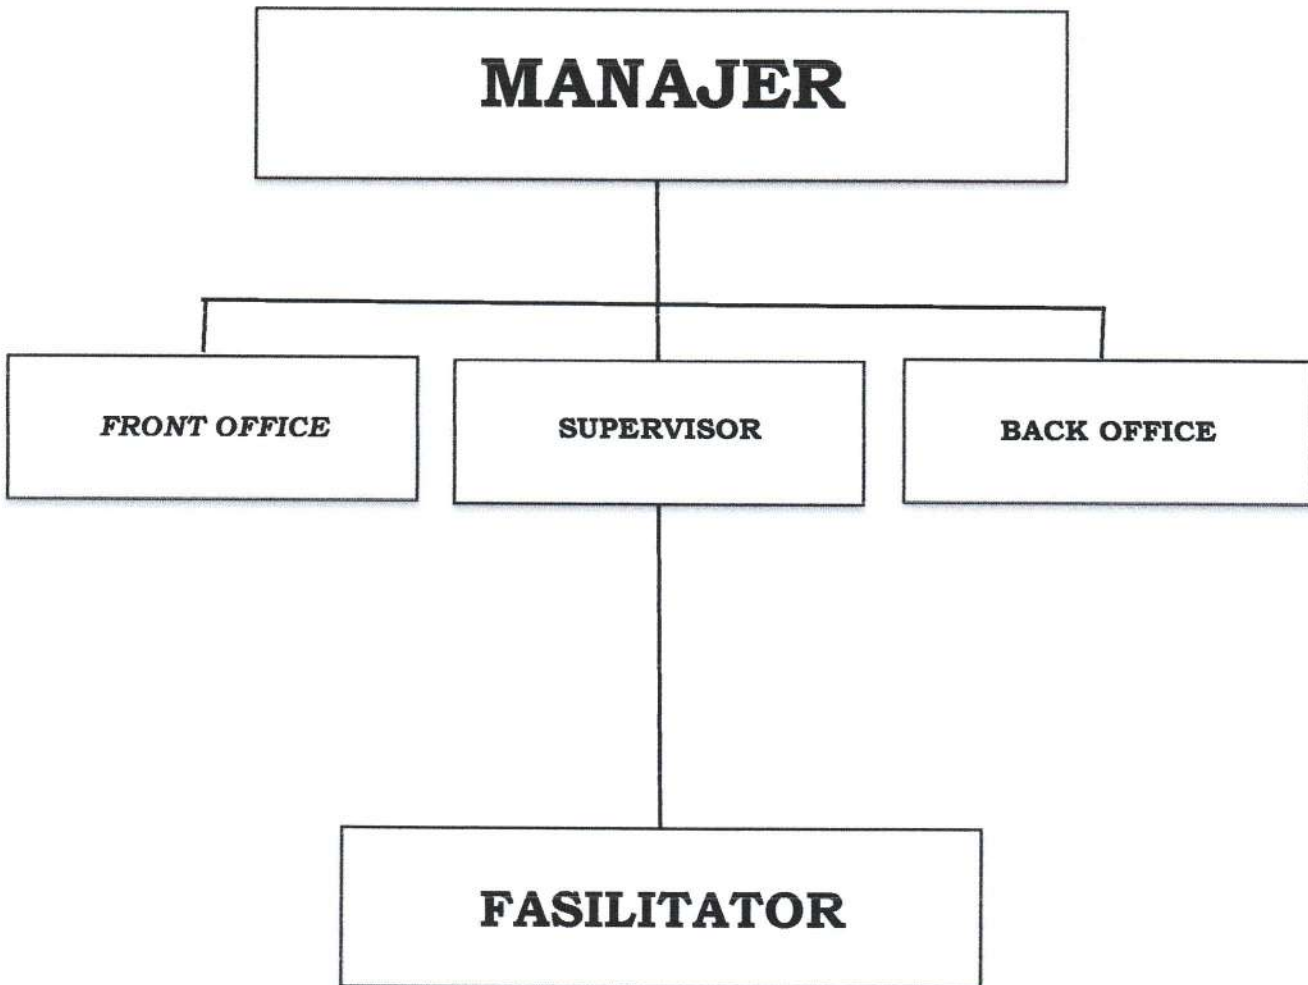 MANAJER
FRONT OFFICE
SUPERVISOR
BACK OFFICE
FASILITATOR